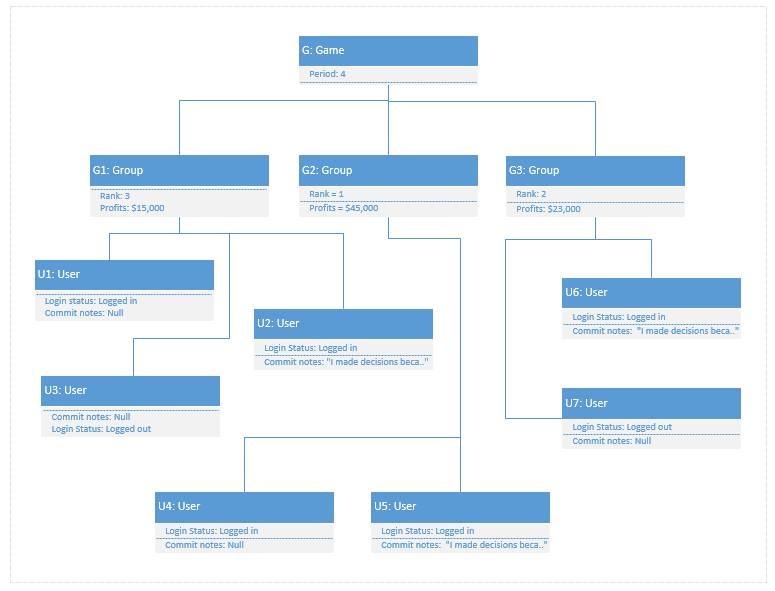 G: Game
Period: 4
G1: Group
Rank: 3
Profits: $15,000
G2: Group
Rank = 1
Profits = $45,000
G3: Group
Rank: 2
Profits: $23,000
U1: User
Login status: Logged in
Commit notes: Null
U2: User
Login Status: Logged in
Commit notes: "I made decisions beca.."
U6: User
Login Status: Logged in
Commit notes: "I made decisions beca.."
U3: User
Commit notes: Null
Login Status: Logged out
U7: User
Login Status: Logged out
Commit notes: Null
U4: User
Login Status: Logged in
Commit notes: Null
U5: User
Login Status: Logged in
Commit notes: "I made decisions beca.."